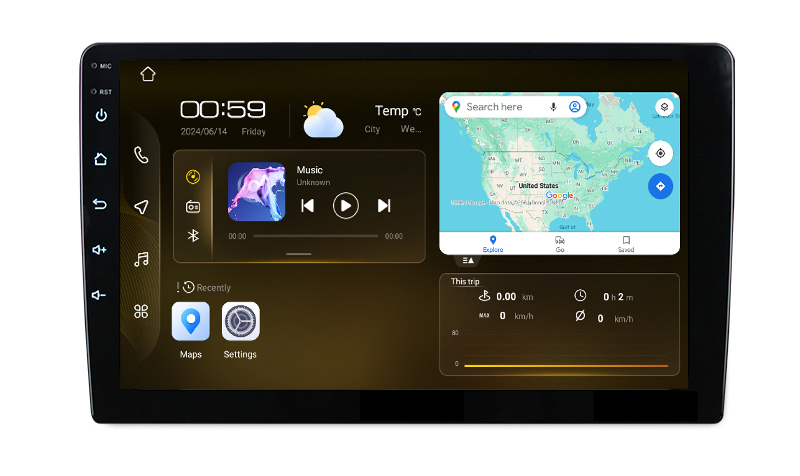 MIC
RST
00:59
2024/06/14 Friday
Temp °C
City We...
Music
Unknown
00:00 00:00
Recently
Maps Settings
Search here
United States
Google
Gulf of
Explore Go Saved
This trip
0.00 km
0 h 2 m
MAX 0 km/h
0 km/h
80
0